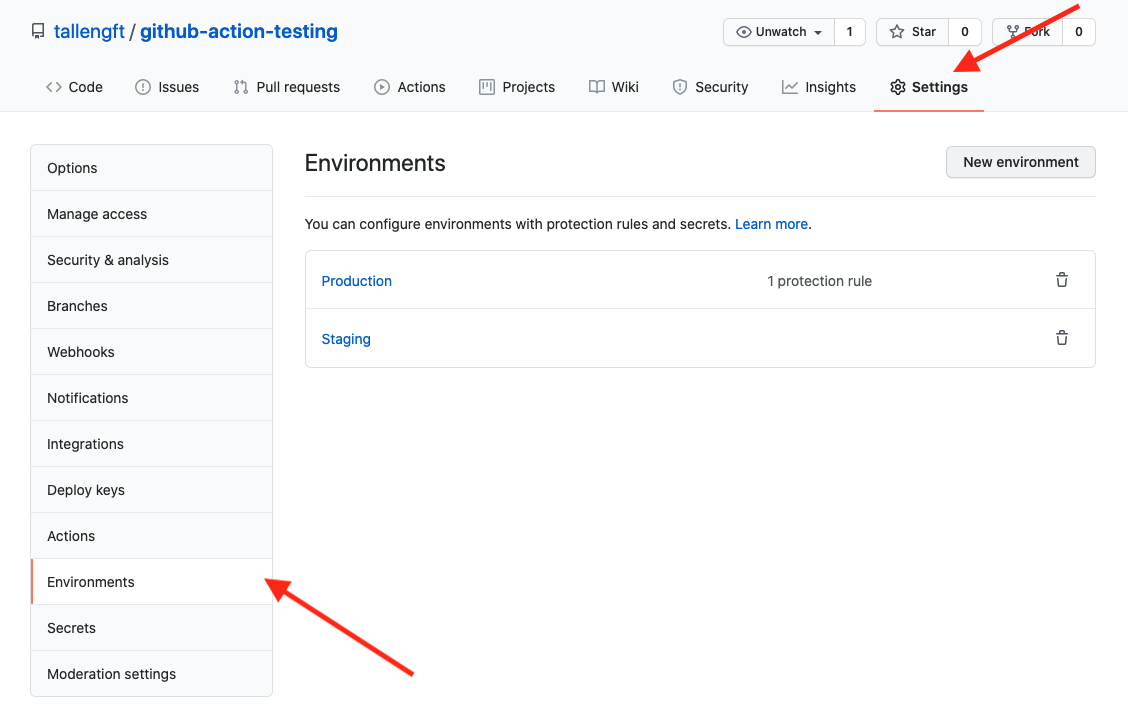 tallengft / github-action-testing
Unwatch 1 Star 0 Fork 0
Code Issues Pull requests Actions Projects Wiki Security Insights Settings
Options
Manage access
Security & analysis
Branches
Webhooks
Notifications
Integrations
Deploy keys
Actions
Environments
Secrets
Moderation settings
Environments
New environment
You can configure environments with protection rules and secrets. Learn more.
Production 1 protection rule
Staging